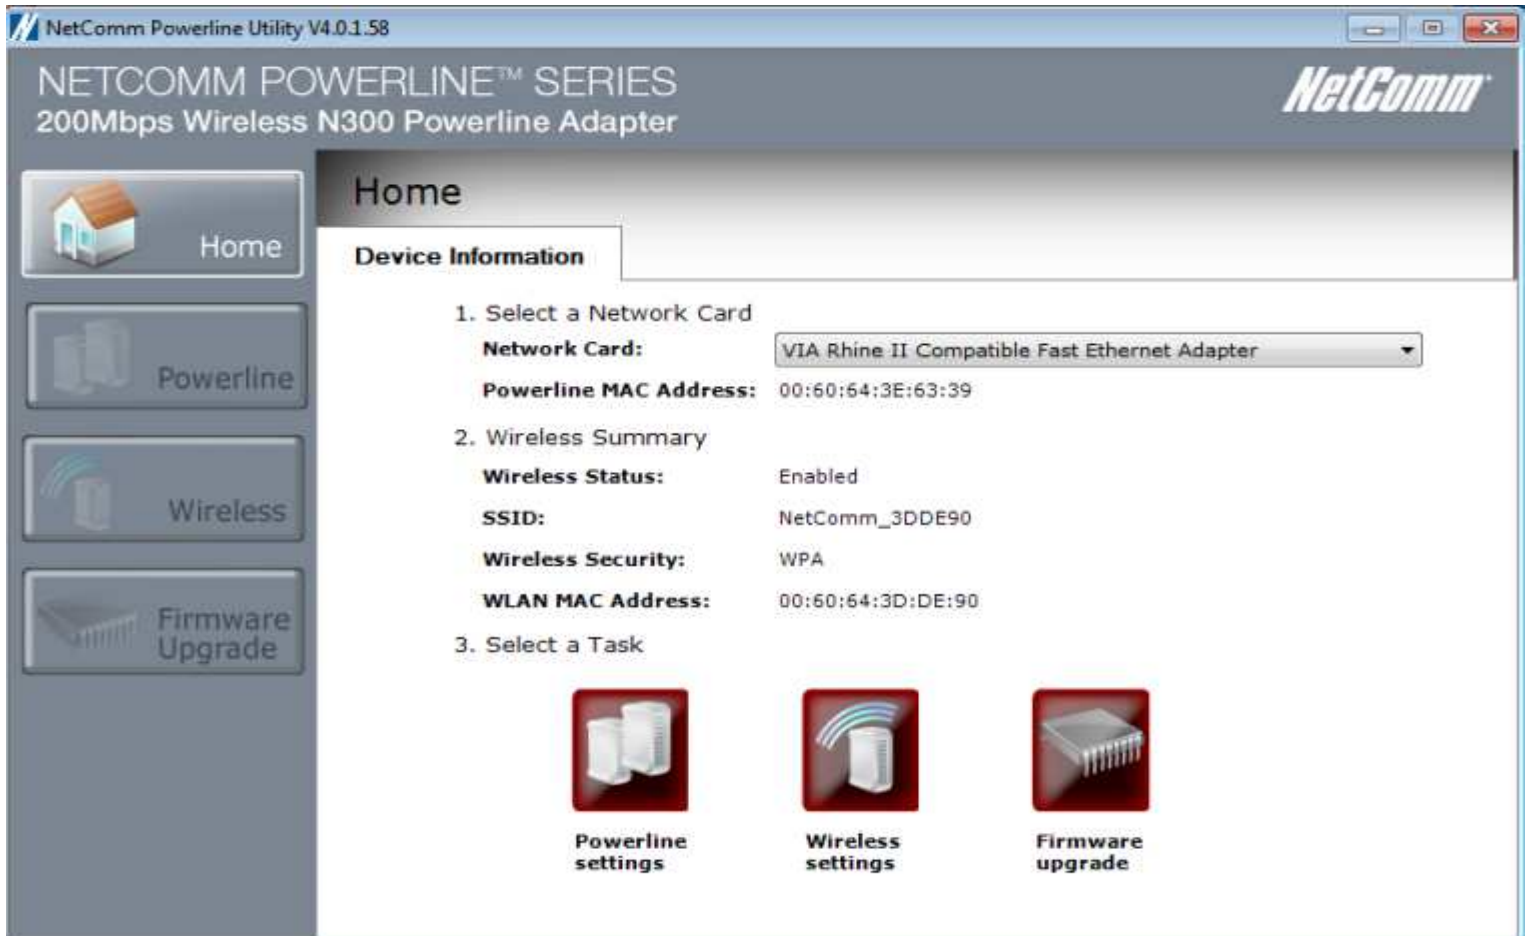 NetComm Powerline Utility V4.0.1.58
NETCOMM POWERLINE™ SERIES
200Mbps Wireless N300 Powerline Adapter
NetComm
Home
Powerline
Wireless
Firmware
Upgrade
Home
Device Information
1. Select a Network Card
Network Card: VIA Rhine II Compatible Fast Ethernet Adapter
Powerline MAC Address: 00:60:64:3E:63:39
2. Wireless Summary
Wireless Status: Enabled
SSID: NetComm_3DDE90
Wireless Security: WPA
WLAN MAC Address: 00:60:64:3D:DE:90
3. Select a Task
Powerline
settings
Wireless
settings
Firmware
upgrade